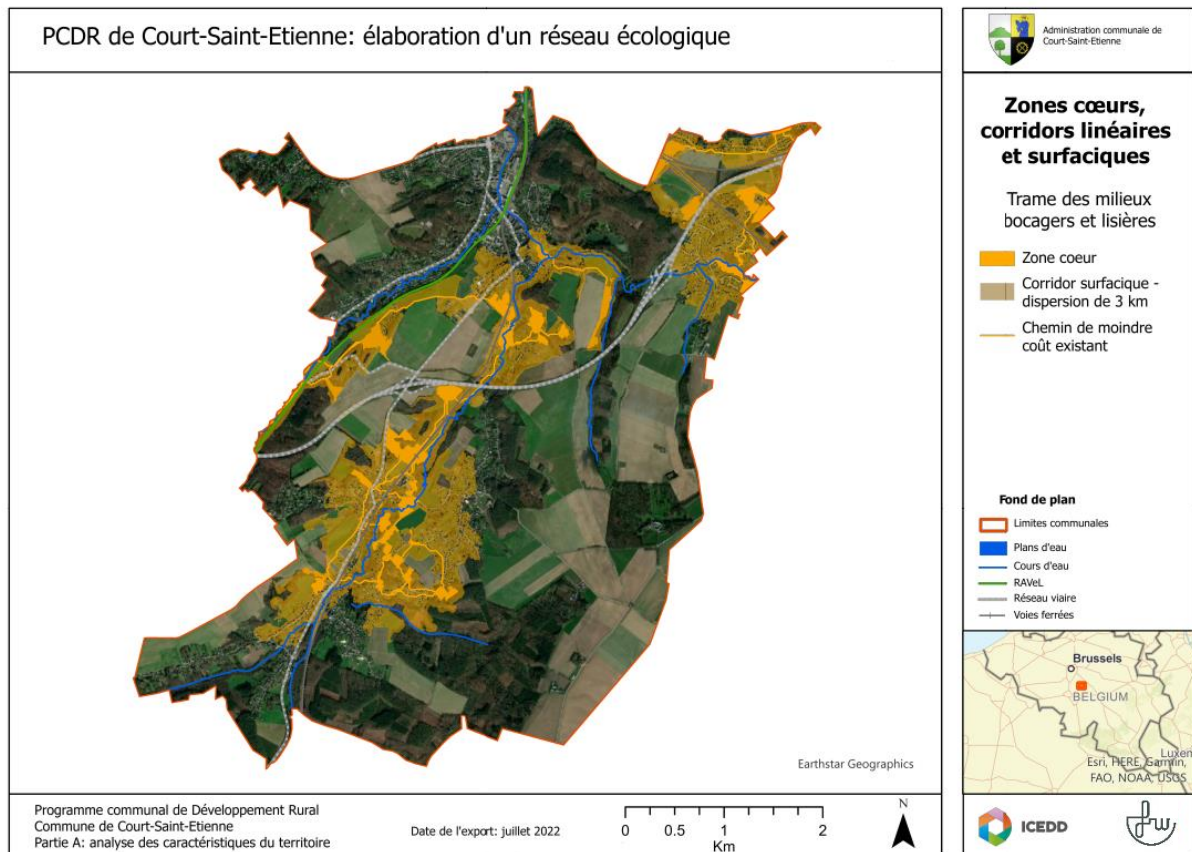 PCDR de Court-Saint-Etienne: élaboration d'un réseau écologique
Administration communale de
Court-Saint-Etienne
Zones cœurs,
corridors linéaires
et surfaciques
Trame des milieux
bocagers et lisières
Zone coeur
Corridor surfacique -
dispersion de 3 km
Chemin de moindre
coût existant
Fond de plan
Limites communales
Plans d'eau
Cours d'eau
RAVeL
Réseau viaire
Voies ferrées
Brussels
BELGIUM
Luxen
Esri, HERE, Garmin,
FAO, NOAA, USGS
Earthstar Geographics
Programme communal de Développement Rural
Commune de Court-Saint-Etienne
Partie A: analyse des caractéristiques du territoire
Date de l'export: juillet 2022
0 0.5 1 2
Km
N
ICEDD